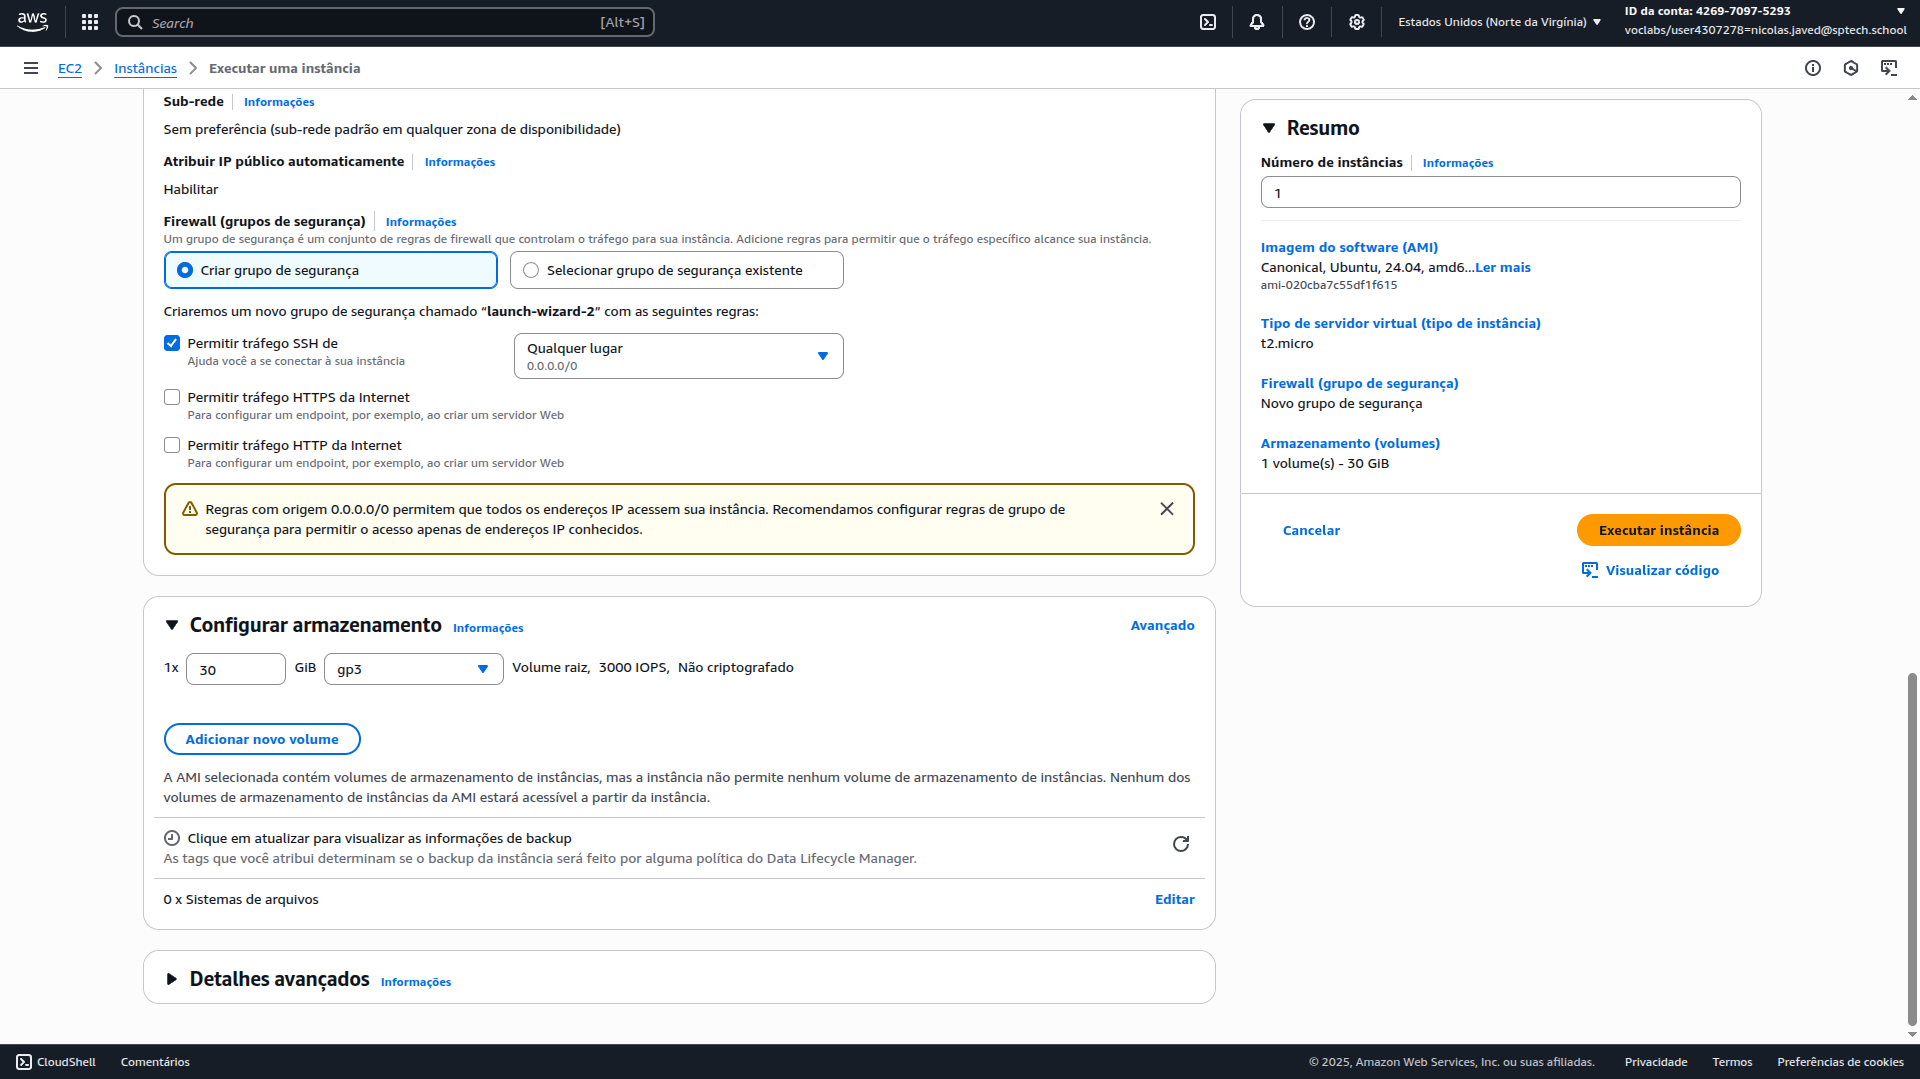 aws
Search
[Alt+S]
Estados Unidos (Norte da Virgínia)
ID da conta: 4269-7097-5293
voclabs/user4307278=nicolas.javed@sptech.school
EC2
Instâncias
Executar uma instância
Sub-rede
Informações
Sem preferência (sub-rede padrão em qualquer zona de disponibilidade)
Atribuir IP público automaticamente
Informações
Habilitar
Firewall (grupos de segurança)
Informações
Um grupo de segurança é um conjunto de regras de firewall que controlam o tráfego para sua instância. Adicione regras para permitir que o tráfego específico alcance sua instância.
Criar grupo de segurança
Selecionar grupo de segurança existente
Criaremos um novo grupo de segurança chamado “launch-wizard-2” com as seguintes regras:
Permitir tráfego SSH de
Ajuda você a se conectar à sua instância
Qualquer lugar
0.0.0.0/0
Permitir tráfego HTTPS da Internet
Para configurar um endpoint, por exemplo, ao criar um servidor Web
Permitir tráfego HTTP da Internet
Para configurar um endpoint, por exemplo, ao criar um servidor Web
Regras com origem 0.0.0.0/0 permitem que todos os endereços IP acessem sua instância. Recomendamos configurar regras de grupo de
segurança para permitir o acesso apenas de endereços IP conhecidos.
Configurar armazenamento
Informações
Avançado
1x
30
GiB
gp3
Volume raiz, 3000 IOPS, Não criptografado
Adicionar novo volume
A AMI selecionada contém volumes de armazenamento de instâncias, mas a instância não permite nenhum volume de armazenamento de instâncias. Nenhum dos
volumes de armazenamento de instâncias da AMI estará acessível a partir da instância.
Clique em atualizar para visualizar as informações de backup
As tags que você atribui determinam se o backup da instância será feito por alguma política do Data Lifecycle Manager.
0 x Sistemas de arquivos
Editar
Detalhes avançados
Informações
Resumo
Número de instâncias
Informações
1
Imagem do software (AMI)
Canonical, Ubuntu, 24.04, amd6...Ler mais
ami-020cba7c55df1f615
Tipo de servidor virtual (tipo de instância)
t2.micro
Firewall (grupo de segurança)
Novo grupo de segurança
Armazenamento (volumes)
1 volume(s) - 30 GiB
Cancelar
Executar instância
Visualizar código
CloudShell
Comentários
© 2025, Amazon Web Services, Inc. ou suas afiliadas.
Privacidade
Termos
Preferências de cookies